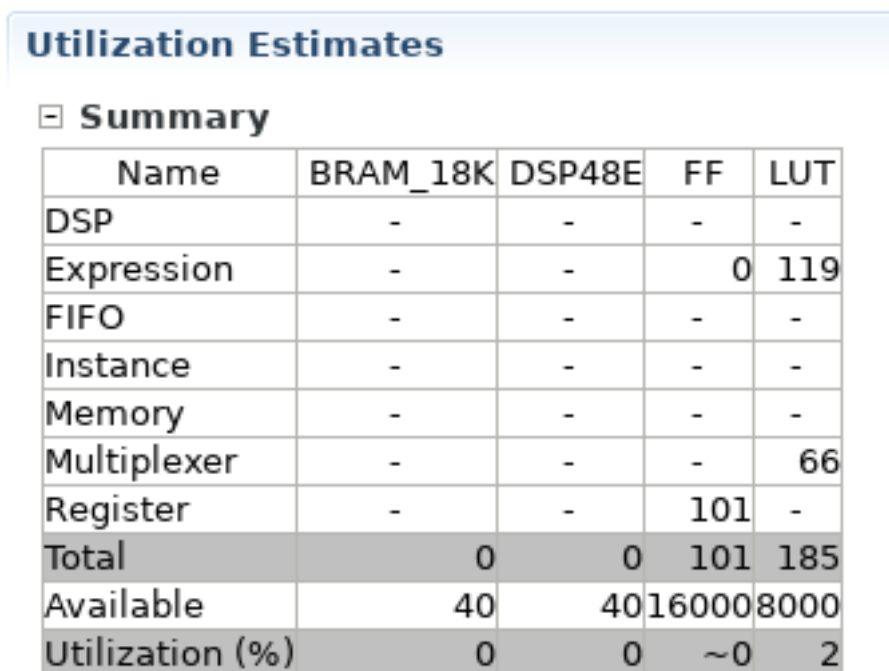 Utilization Estimates
Summary
Name BRAM_18K DSP48E FF LUT
DSP - - - -
Expression - - 0 119
FIFO - - - -
Instance - - - -
Memory - - - -
Multiplexer - - - 66
Register - - 101 -
Total 0 0 101 185
Available 40 40 16000 8000
Utilization (%) 0 0 ~0 2